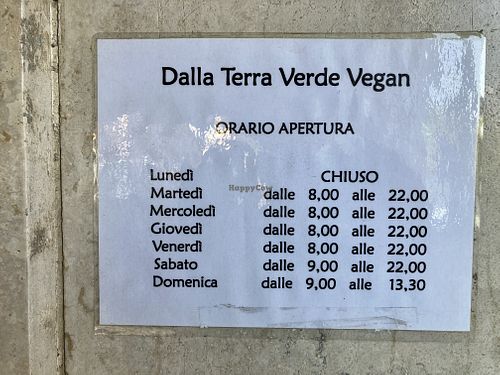 Dalla Terra Verde Vegan
ORARIO APERTURA
Lunedì CHIUSO
Martedì dalle 8,00 alle 22,00
Mercoledì dalle 8,00 alle 22,00
Giovedì dalle 8,00 alle 22,00
Venerdì dalle 8,00 alle 22,00
Sabato dalle 9,00 alle 22,00
Domenica dalle 9,00 alle 13,30
HappyCow